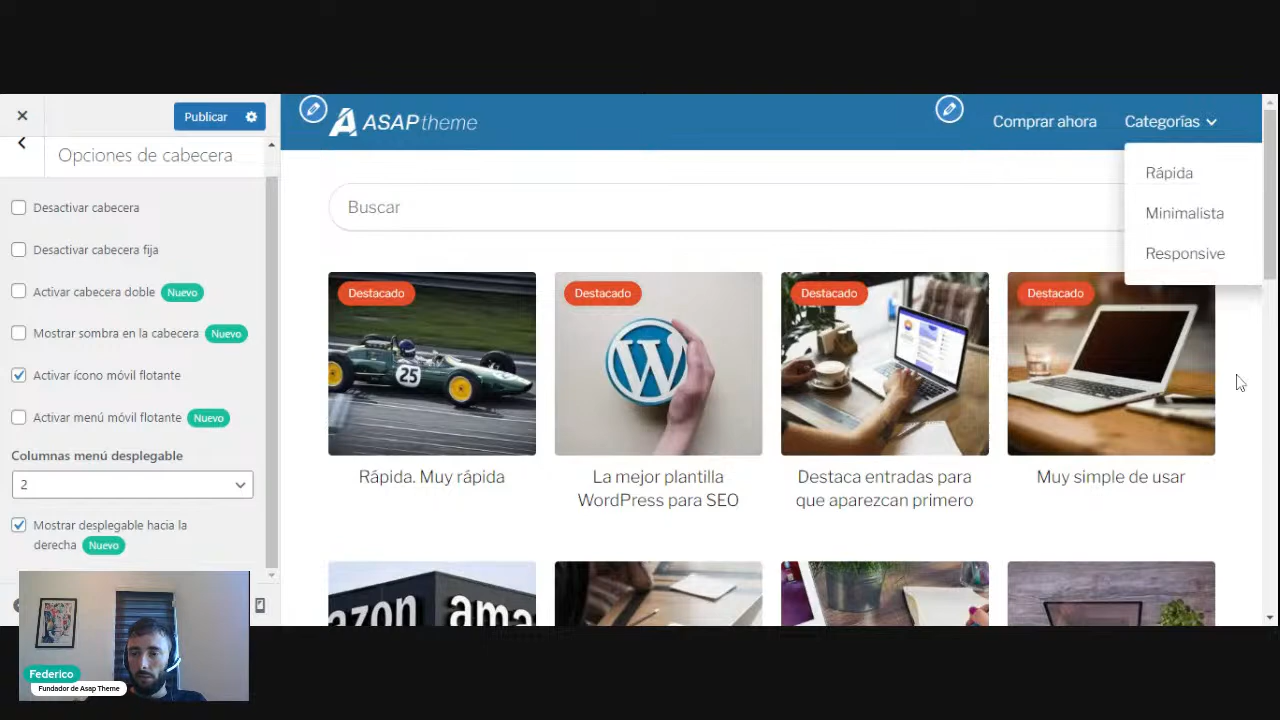 Publicar
Opciones de cabecera
Desactivar cabecera
Desactivar cabecera fija
Activar cabecera doble Nuevo
Mostrar sombra en la cabecera Nuevo
Activar ícono móvil flotante
Activar menú móvil flotante Nuevo
Columnas menú desplegable
2
Mostrar desplegable hacia la
derecha Nuevo
Federico
Fundador de Asap Theme
ASAP theme
Comprar ahora
Categorías
Rápida
Minimalista
Responsive
Buscar
Destacado
25
Rápida. Muy rápida
Destacado
La mejor plantilla
WordPress para SEO
Destacado
Destaca entradas para
que aparezcan primero
Destacado
Muy simple de usar